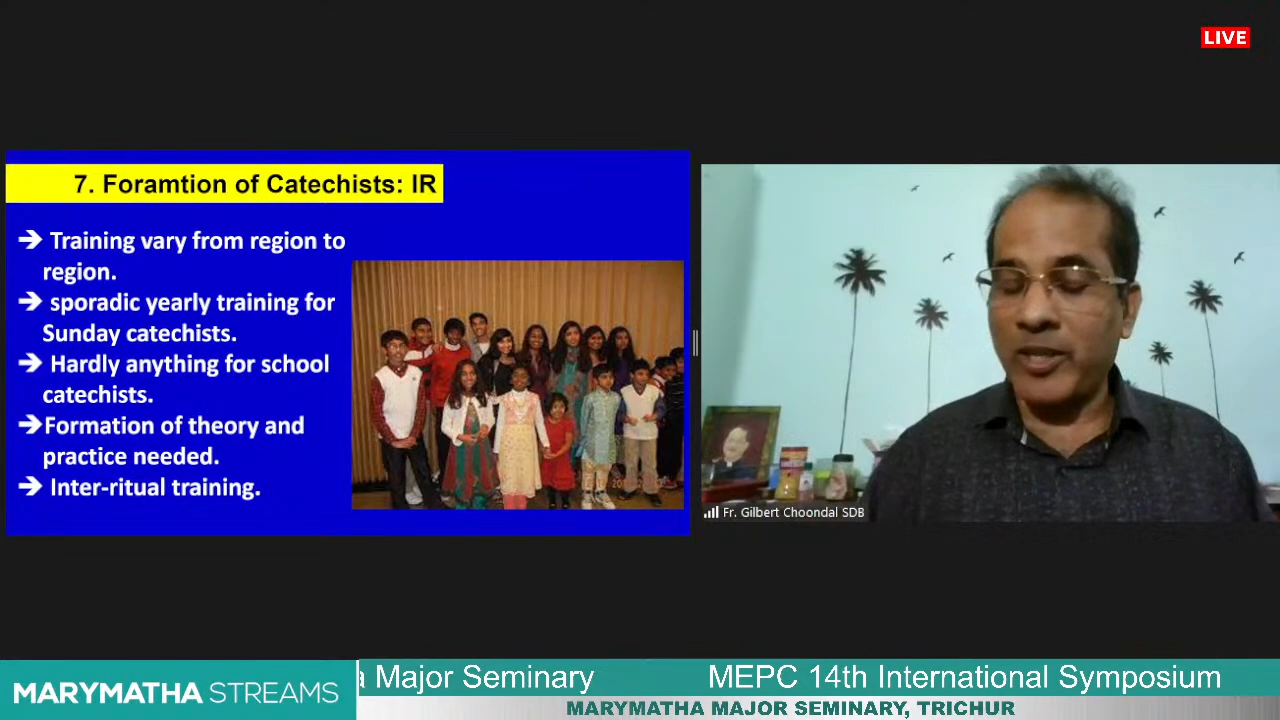 LIVE
7. Foramtion of Catechists: IR
➔ Training vary from region to
region.
➔ sporadic yearly training for
Sunday catechists.
➔ Hardly anything for school
catechists.
➔Formation of theory and
practice needed.
➔ Inter-ritual training.
Fr. Gilbert Choondal SDB
MARYMATHA STREAMS
a Major Seminary MEPC 14th International Symposium
MARYMATHA MAJOR SEMINARY, TRICHUR